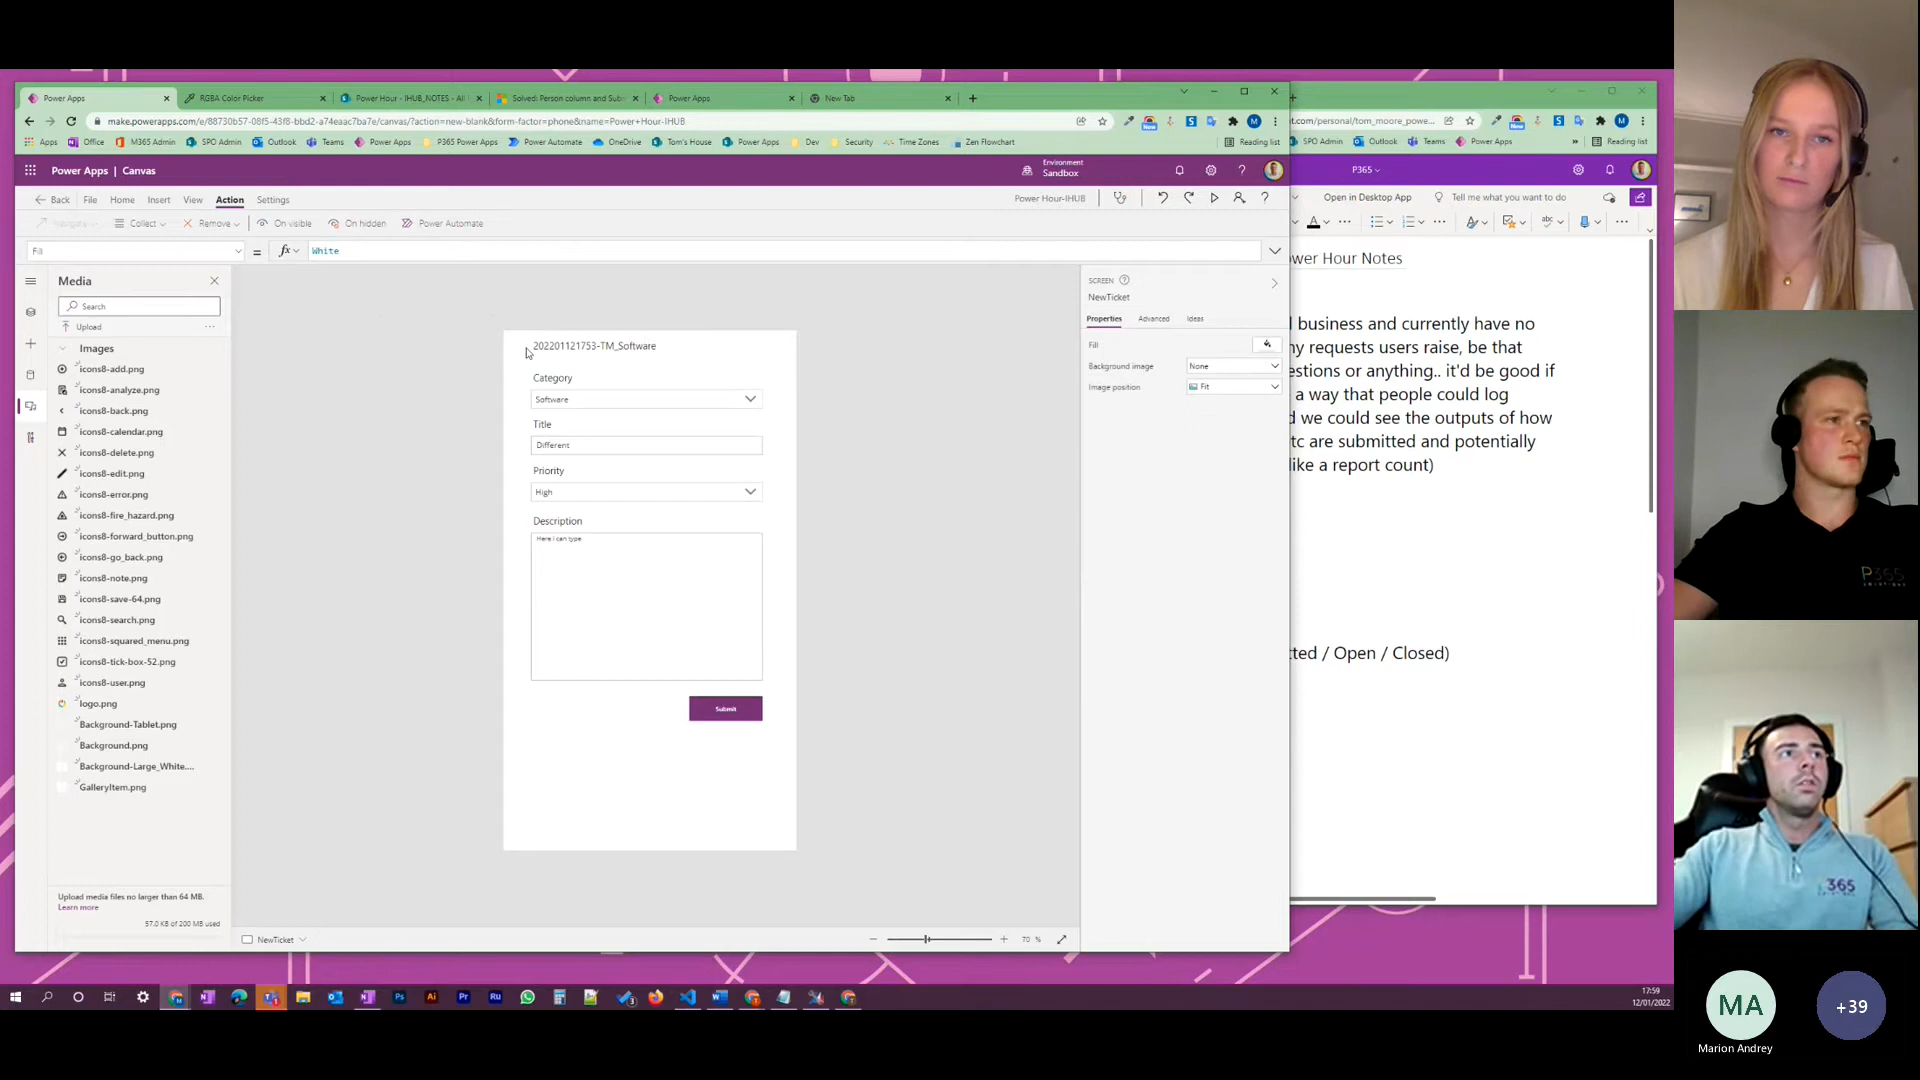 Power Apps
RGBA Color Picker
Power Hour - IHUB_NOTES - All
Solved: Person column and Sub
Power Apps
New Tab
make.powerapps.com/e/88730b57-08f5-43f8-bbd2-a74eaac7ba7e/canvas/?action=new-blank&form-factor=phone&name=Power+Hour-IHUB
Apps
Office
M365 Admin
SPO Admin
Outlook
Teams
Power Apps
P365 Power Apps
Power Automate
OneDrive
Tom's House
Power Apps
Dev
Security
Time Zones
Zen Flowchart
Reading list
Power Apps | Canvas
Environment
Sandbox
Back
File
Home
Insert
View
Action
Settings
Power Hour-IHUB
Navigate
Collect
Remove
On visible
On hidden
Power Automate
Fill
=
fx
White
Media
Search
Upload
Images
icons8-add.png
icons8-analyze.png
icons8-back.png
icons8-calendar.png
icons8-delete.png
icons8-edit.png
icons8-error.png
icons8-fire_hazard.png
icons8-forward_button.png
icons8-go_back.png
icons8-note.png
icons8-save-64.png
icons8-search.png
icons8-squared_menu.png
icons8-tick-box-52.png
icons8-user.png
logo.png
Background-Tablet.png
Background.png
Background-Large_White....
GalleryItem.png
Upload media files no larger than 64 MB.
Learn more
57.0 KB of 200 MB used
202201121753-TM_Software
Category
Software
Title
Different
Priority
High
Description
Here I can type
Submit
NewTicket
70 %
SCREEN
NewTicket
Properties
Advanced
Ideas
Fill
Background image
None
Image position
Fit
t.com/personal/tom_moore_powe...
SPO Admin
Outlook
Teams
Power Apps
Reading list
P365
Open in Desktop App
Tell me what you want to do
ower Hour Notes
l business and currently have no
ny requests users raise, be that
estions or anything.. it'd be good if
a way that people could log
d we could see the outputs of how
tc are submitted and potentially
like a report count)
tted / Open / Closed)
17:59
12/01/2022
P365
SOLUTIONS
365
MA
Marion Andrey
+39